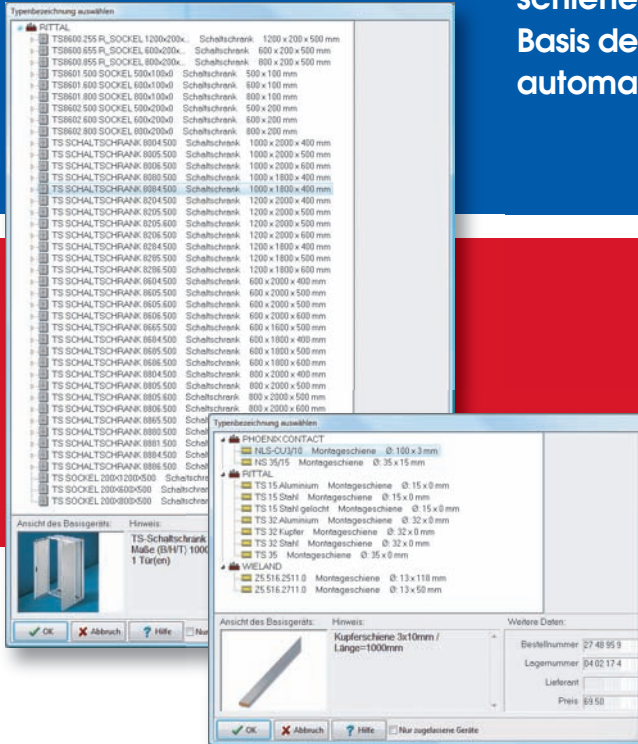 schiene
Basis de
automa
Typenbezeichnung auswählen
RITTAL
TS8600.255 R_SOCKEL 1200x200x... Schaltschrank 1200 x 200 x 500 mm
TS8600.655 R_SOCKEL 600x200x... Schaltschrank 600 x 200 x 500 mm
TS8600.855 R_SOCKEL 800x200x... Schaltschrank 800 x 200 x 500 mm
TS8601.500 SOCKEL 500x100x0 Schaltschrank 500 x 100 mm
TS8601.600 SOCKEL 600x100x0 Schaltschrank 600 x 100 mm
TS8601.800 SOCKEL 800x100x0 Schaltschrank 800 x 100 mm
TS8602.500 SOCKEL 500x200x0 Schaltschrank 500 x 200 mm
TS8602.600 SOCKEL 600x200x0 Schaltschrank 600 x 200 mm
TS8602.800 SOCKEL 800x200x0 Schaltschrank 800 x 200 mm
TS SCHALTSCHRANK 8004.500 Schaltschrank 1000 x 2000 x 400 mm
TS SCHALTSCHRANK 8005.500 Schaltschrank 1000 x 2000 x 500 mm
TS SCHALTSCHRANK 8006.500 Schaltschrank 1000 x 2000 x 600 mm
TS SCHALTSCHRANK 8080.500 Schaltschrank 1000 x 1800 x 400 mm
TS SCHALTSCHRANK 8084.500 Schaltschrank 1000 x 1800 x 400 mm
TS SCHALTSCHRANK 8204.500 Schaltschrank 1200 x 2000 x 400 mm
TS SCHALTSCHRANK 8205.500 Schaltschrank 1200 x 2000 x 500 mm
TS SCHALTSCHRANK 8205.600 Schaltschrank 1200 x 2000 x 500 mm
TS SCHALTSCHRANK 8206.500 Schaltschrank 1200 x 2000 x 600 mm
TS SCHALTSCHRANK 8284.500 Schaltschrank 1200 x 1800 x 400 mm
TS SCHALTSCHRANK 8285.500 Schaltschrank 1200 x 1800 x 500 mm
TS SCHALTSCHRANK 8286.500 Schaltschrank 1200 x 1800 x 600 mm
TS SCHALTSCHRANK 8604.500 Schaltschrank 600 x 2000 x 400 mm
TS SCHALTSCHRANK 8605.500 Schaltschrank 600 x 2000 x 500 mm
TS SCHALTSCHRANK 8605.600 Schaltschrank 600 x 2000 x 500 mm
TS SCHALTSCHRANK 8606.500 Schaltschrank 600 x 2000 x 600 mm
TS SCHALTSCHRANK 8665.500 Schaltschrank 600 x 1600 x 500 mm
TS SCHALTSCHRANK 8684.500 Schaltschrank 600 x 1800 x 400 mm
TS SCHALTSCHRANK 8685.500 Schaltschrank 600 x 1800 x 500 mm
TS SCHALTSCHRANK 8686.500 Schaltschrank 600 x 1800 x 600 mm
TS SCHALTSCHRANK 8804.500 Schaltschrank 800 x 2000 x 400 mm
TS SCHALTSCHRANK 8805.500 Schaltschrank 800 x 2000 x 500 mm
TS SCHALTSCHRANK 8805.600 Schaltschrank 800 x 2000 x 500 mm
TS SCHALTSCHRANK 8806.500 Schaltschrank 800 x 2000 x 600 mm
TS SCHALTSCHRANK 8865.500 Schal
TS SCHALTSCHRANK 8880.500 Schal
TS SCHALTSCHRANK 8881.500 Schal
TS SCHALTSCHRANK 8884.500 Schal
TS SCHALTSCHRANK 8886.500 Schal
TS SOCKEL 200X1200X500 Schaltschre
TS SOCKEL 200X600X500 Schaltschra
TS SOCKEL 200X800X500 Schaltschra
Ansicht des Basisgeräts: Hinweis:
TS-Schaltschrank
Maße (B/H/T) 1000
1 Tür(en)
OK Abbruch Hilfe Nur
Typenbezeichnung auswählen
PHOENIX CONTACT
NLS-CU3/10 Montageschiene Ø: 100 x 3 mm
NS 35/15 Montageschiene Ø: 35 x 15 mm
RITTAL
TS 15 Aluminium Montageschiene Ø: 15 x 0 mm
TS 15 Stahl Montageschiene Ø: 15 x 0 mm
TS 15 Stahl gelocht Montageschiene Ø: 15 x 0 mm
TS 32 Aluminium Montageschiene Ø: 32 x 0 mm
TS 32 Kupfer Montageschiene Ø: 32 x 0 mm
TS 32 Stahl Montageschiene Ø: 32 x 0 mm
TS 35 Montageschiene Ø: 35 x 0 mm
WIELAND
Z5.516.2511.0 Montageschiene Ø: 13 x 118 mm
Z5.516.2711.0 Montageschiene Ø: 13 x 50 mm
Ansicht des Basisgeräts: Hinweis: Weitere Daten:
Kupferschiene 3x10mm /
Länge=1000mm
Bestellnummer 27 48 95 9
Lagernummer 04 02 17 4
Lieferant
Preis 69.50
OK Abbruch Hilfe Nur zugelassene Geräte